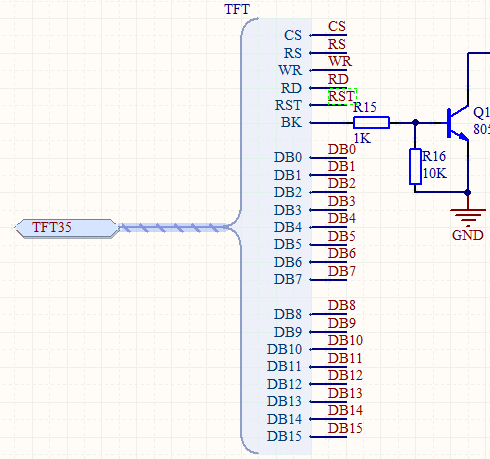 TFT
CS CS
RS RS
WR WR
RD RD
RST RST
BK R15 1K
Q1
R16
10K
GND
DB0 DB0
DB1 DB1
DB2 DB2
DB3 DB3
DB4 DB4
DB5 DB5
DB6 DB6
DB7 DB7
TFT35
DB8 DB8
DB9 DB9
DB10 DB10
DB11 DB11
DB12 DB12
DB13 DB13
DB14 DB14
DB15 DB15